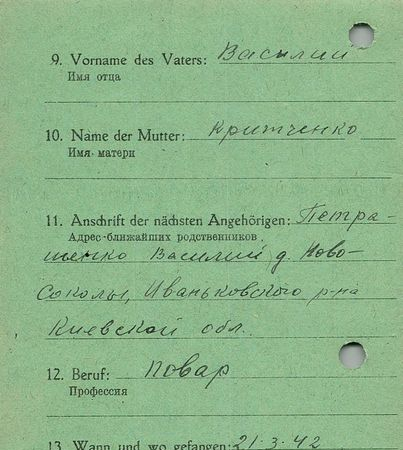 9. Vorname des Vaters: Василий
Имя отца
10. Name der Mutter: Критченко
Имя матери
11. Anschrift der nächsten Angehörigen: Петра-
Адрес ближайших родственников
шенко Василий д. Ново-
Соколы, Иваньковского р-на
Киевской обл.
12. Beruf: Повар
Профессия
13. Wann und wo gefangen: 21.3.42